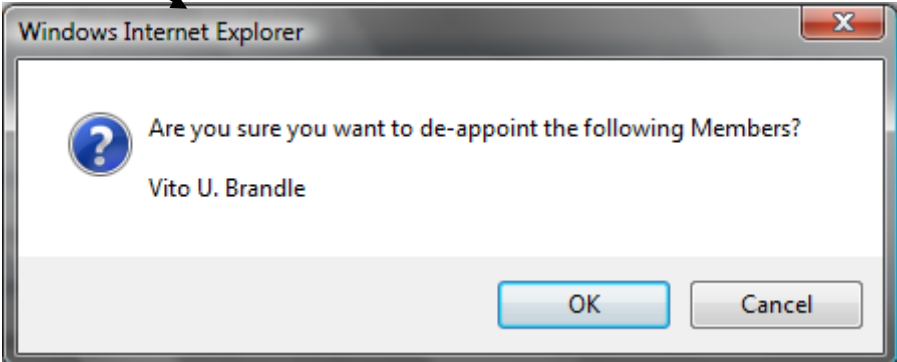 Windows Internet Explorer
Are you sure you want to de-appoint the following Members?
Vito U. Brandle
OK Cancel